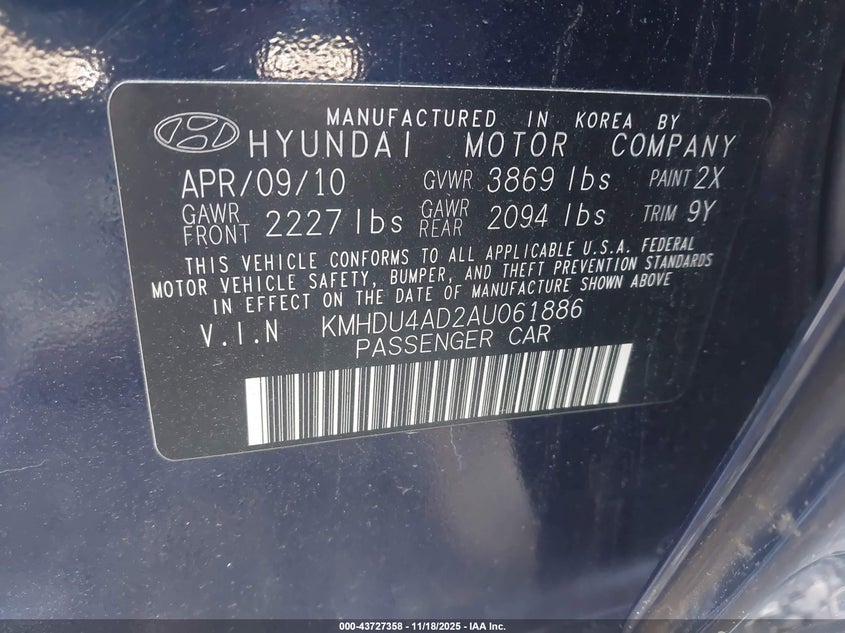 MANUFACTURED IN KOREA BY
HYUNDAI MOTOR COMPANY
APR/09/10 GVWR 3869 lbs PAINT 2X
GAWR FRONT 2227 lbs GAWR REAR 2094 lbs TRIM 9Y
THIS VEHICLE CONFORMS TO ALL APPLICABLE U.S.A. FEDERAL
MOTOR VEHICLE SAFETY, BUMPER, AND THEFT PREVENTION STANDARDS
IN EFFECT ON THE DATE OF MANUFACTURE SHOWN ABOVE
V.I.N KMHDU4AD2AU061886
PASSENGER CAR
000-43727358 - 11/18/2025 - IAA Inc.